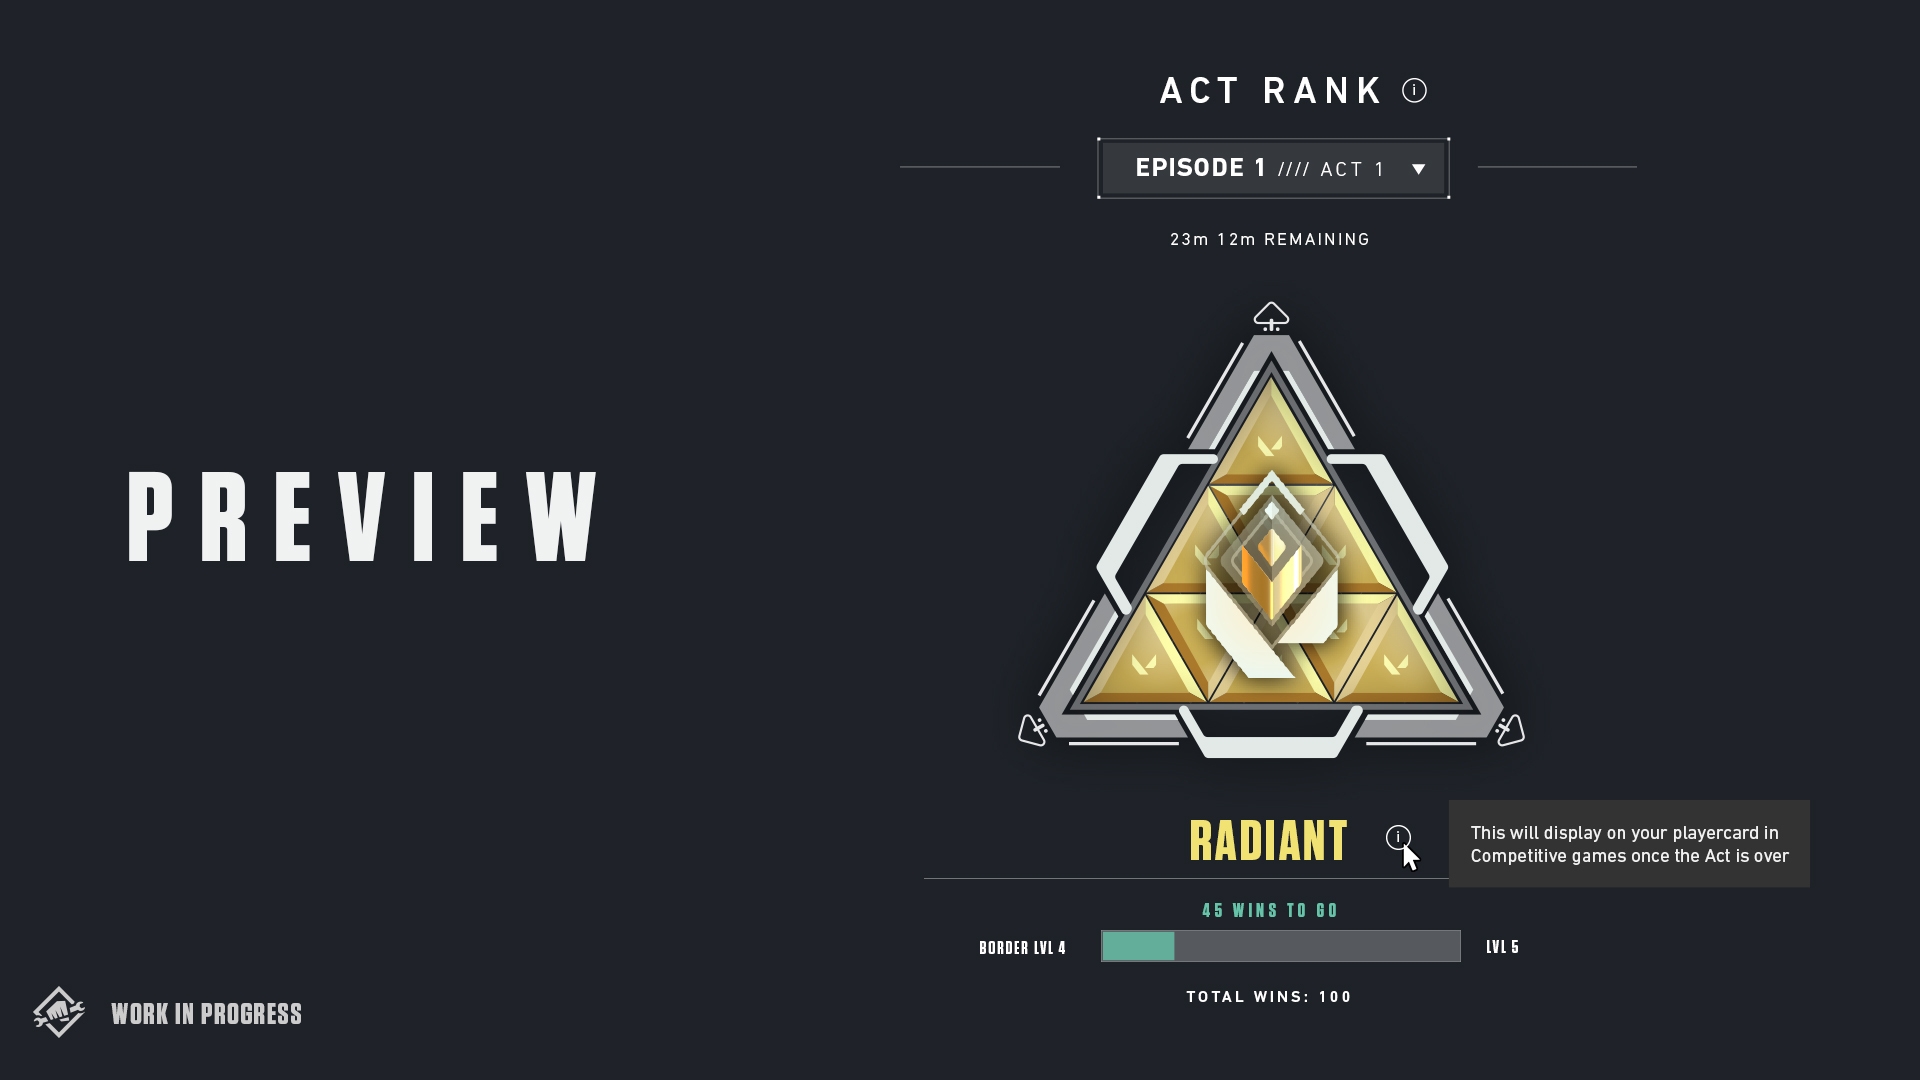 ACT RANK i
EPISODE 1 //// ACT 1
23m 12m REMAINING
PREVIEW
RADIANT i
This will display on your playercard in
Competitive games once the Act is over
45 WINS TO GO
BORDER LVL 4
LVL 5
TOTAL WINS: 100
WORK IN PROGRESS